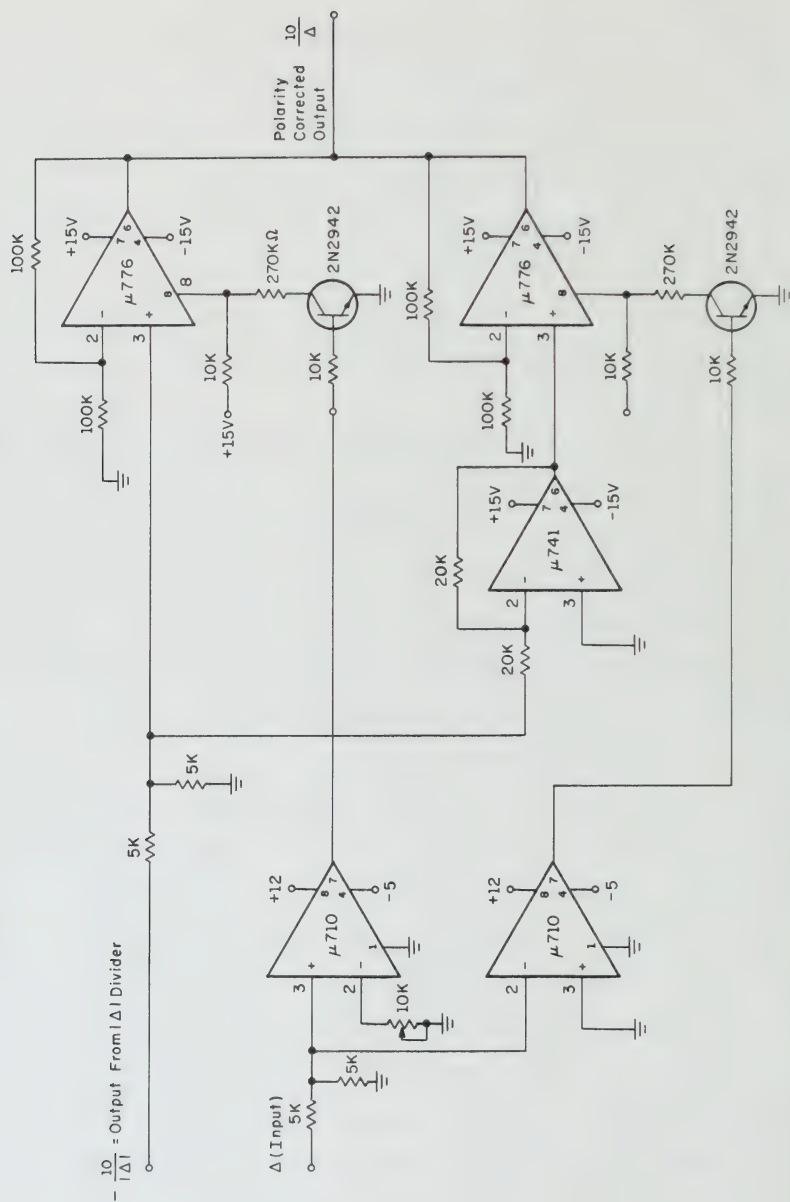 − 10 / |Δ| = Output From |Δ| Divider
5K
5K
100K
100K
2
3
-
+
μ776
7
6
4
8
8
+15V
-15V
10K
+15V
270KΩ
10K
2N2942
Polarity
Corrected
Output
10 / Δ
Δ (Input)
5K
5K
3
2
+
-
μ710
8
7
4
1
+12
-5
10K
20K
20K
2
3
-
+
μ741
7
6
4
+15V
-15V
100K
100K
2
3
-
+
μ776
7
6
4
8
+15V
-15V
10K
270K
10K
2N2942
2
3
-
+
μ710
8
7
4
1
+12
-5